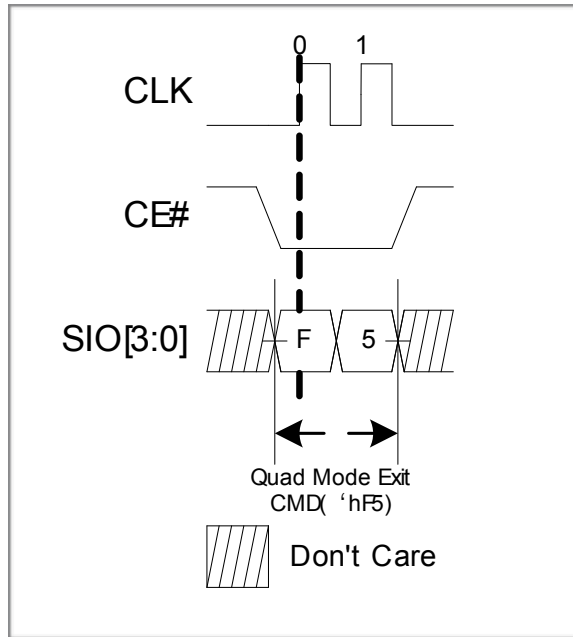 0 1
CLK
CE#
SIO[3:0] F 5
Quad Mode Exit
CMD( ‘hF5)
Don't Care